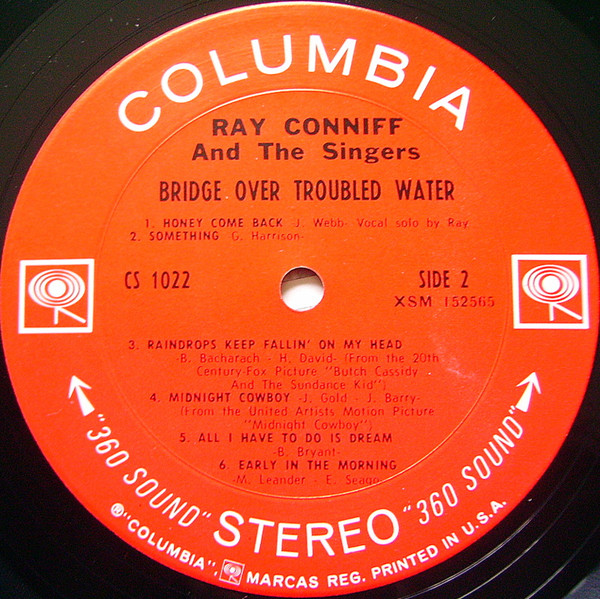 COLUMBIA
RAY CONNIFF
And The Singers
BRIDGE OVER TROUBLED WATER
1. HONEY COME BACK -J. Webb- Vocal solo by Ray
2. SOMETHING -G. Harrison-
CS 1022
SIDE 2
XSM 152565
3. RAINDROPS KEEP FALLIN' ON MY HEAD
-B. Bacharach - H. David- (From the 20th
Century-Fox Picture "Butch Cassidy
And The Sundance Kid")
4. MIDNIGHT COWBOY -J. Gold - J. Barry-
(From the United Artists Motion Picture
"Midnight Cowboy")
5. ALL I HAVE TO DO IS DREAM
-B. Bryant-
6. EARLY IN THE MORNING
-M. Leander - E. Seago-
"360 SOUND" STEREO "360 SOUND"
® "COLUMBIA", MARCAS REG. PRINTED IN U.S.A.